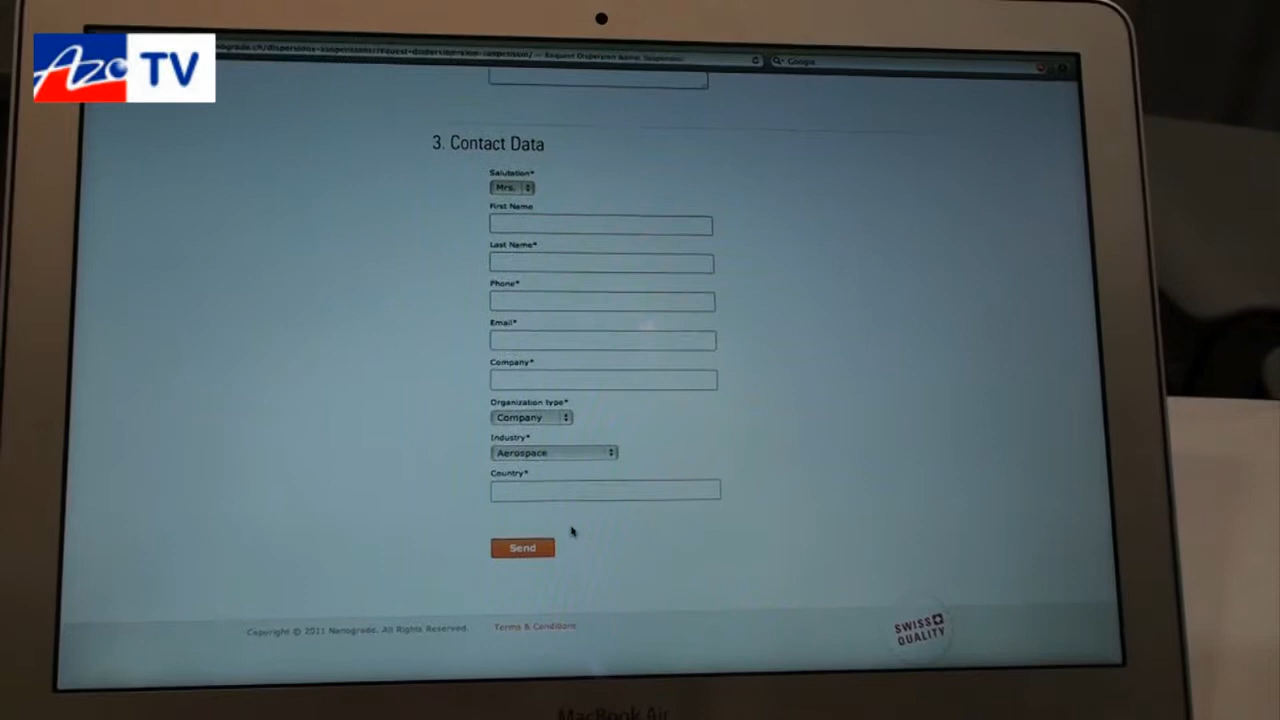 Azo TV
Google
3. Contact Data
Salutation*
Mrs.
First Name
Last Name*
Phone*
Email*
Company*
Organization type*
Company
Industry*
Aerospace
Country*
Send
Copyright © 2011 Nanograde. All Rights Reserved.
Terms & Conditions
SWISS
QUALITY
MacBook Air